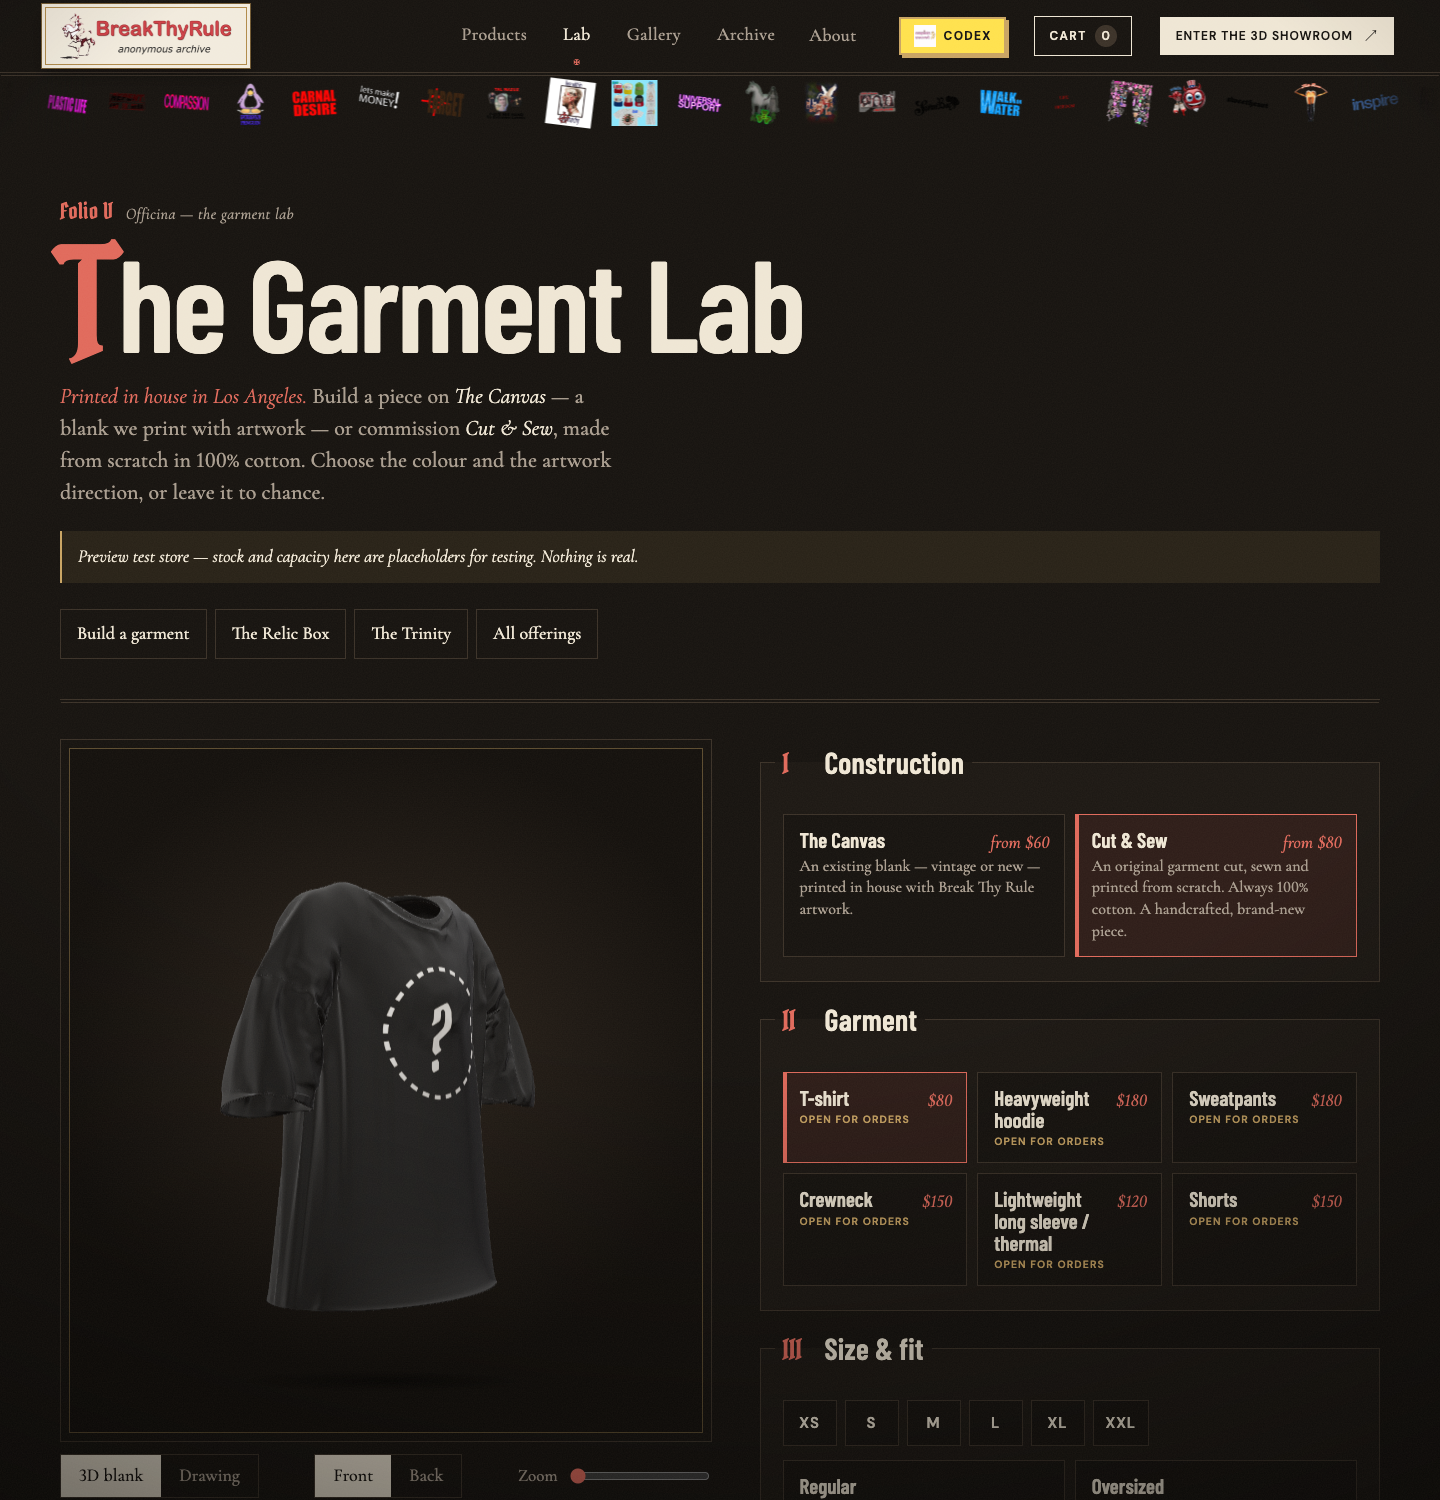 BreakThyRule
anonymous archive
Products
Lab
Gallery
Archive
About
CODEX
CART 0
ENTER THE 3D SHOWROOM ↗
PLASTIC LIFE
COMPASSION
CARNAL DESIRE
lets make MONEY!
UNIVERSAL SUPPORT
WALK ON WATER
inspire
Folio V Officina — the garment lab
The Garment Lab
Printed in house in Los Angeles. Build a piece on The Canvas — a
blank we print with artwork — or commission Cut & Sew, made
from scratch in 100% cotton. Choose the colour and the artwork
direction, or leave it to chance.
Preview test store — stock and capacity here are placeholders for testing. Nothing is real.
Build a garment
The Relic Box
The Trinity
All offerings
?
3D blank
Drawing
Front
Back
Zoom
I Construction
The Canvas from $60
An existing blank — vintage or new —
printed in house with Break Thy Rule
artwork.
Cut & Sew from $80
An original garment cut, sewn and
printed from scratch. Always 100%
cotton. A handcrafted, brand-new
piece.
II Garment
T-shirt $80
OPEN FOR ORDERS
Heavyweight $180
hoodie
OPEN FOR ORDERS
Sweatpants $180
OPEN FOR ORDERS
Crewneck $150
OPEN FOR ORDERS
Lightweight $120
long sleeve /
thermal
OPEN FOR ORDERS
Shorts $150
OPEN FOR ORDERS
III Size & fit
XS S M L XL XXL
Regular
Oversized